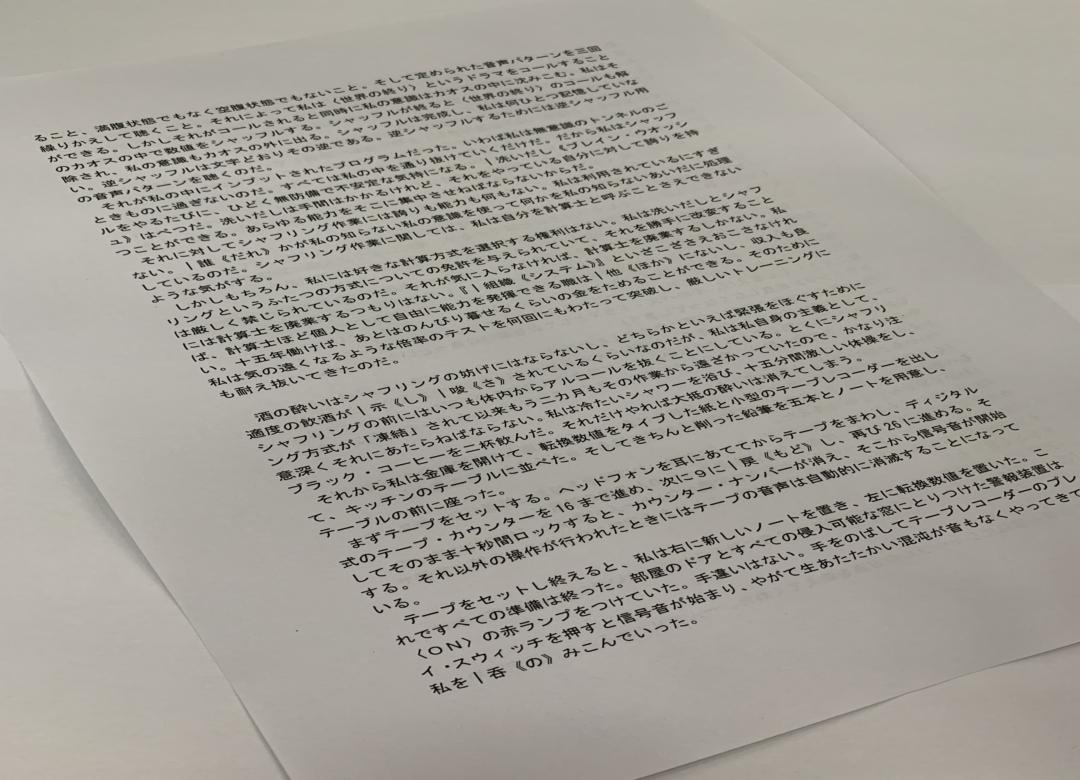 ること、満腹状態でもなく空腹状態でもないこと。そして定められた音声パターンを三回
繰りかえして聴くこと。それによって私は〈世界の終り〉というドラマをコールすること
ができる。しかしそれがコールされると同時に私の意識はカオスの中に沈みこむ。私はそ
のカオスの中で数値をシャッフルする。シャッフルが終ると〈世界の終り〉のコールも解
除され、私の意識もカオスの外に出る。シャッフルは完成し、私は何ひとつ記憶していな
い。逆シャッフルは文字どおりその逆である。逆シャッフルするためには逆シャッフル用
の音声パターンを聴くのだ。
それが私の中にインプットされたプログラムだった。いわば私は無意識のトンネルのご
ときものに過ぎないのだ。すべては私の中を通り抜けていくだけだ。だから私はシャッフ
ルをやるたびに、ひどく無防備で不安定な気持になる。|洗いだし《ブレイン・ウオッシ
ュ》はべつだ。洗いだしは手間はかかるけれど、それをやっている自分に対して誇りを持
つことができる。あらゆる能力をそこに集中させねばならないからだ。
それに対してシャフリング作業には誇りも能力も何もない。私は利用されているにすぎ
ない。|誰《だれ》かが私の知らない私の意識を使って何かを私の知らないあいだに処理
しているのだ。シャフリング作業に関しては、私は自分を計算士と呼ぶことさえできない
ような気がする。
しかしもちろん、私には好きな計算方式を選択する権利はない。私は洗いだしとシャフ
リングというふたつの方式についての免許を与えられていて、それを勝手に改変すること
は厳しく禁じられているのだ。それが気に入らなければ、計算士を廃業するしかない。私
には計算士を廃業するつもりはない。『|組織《システム》』といざこざさえおこさなけれ
ば、計算士ほど個人として自由に能力を発揮できる職は|他《ほか》にないし、収入も良
い。十五年働けば、あとはのんびり暮せるくらいの金をためることができる。そのために
私は気の遠くなるような倍率のテストを何回にもわたって突破し、厳しいトレーニングに
も耐え抜いてきたのだ。
酒の酔いはシャフリングの妨げにはならないし、どちらかといえば緊張をほぐすために
適度の飲酒が|示《し》|唆《さ》されているくらいなのだが、私は私自身の主義として、
シャフリングの前にはいつも体内からアルコールを抜くことにしている。とくにシャフリ
ング方式が「凍結」されて以来もう二カ月もその作業から遠ざかっていたので、かなり注
意深くそれにあたらねばならない。私は冷たいシャワーを浴び、十五分間激しい体操をし、
ブラック・コーヒーを二杯飲んだ。それだけやれば大抵の酔いは消えてしまう。
それから私は金庫を開けて、転換数値をタイプした紙と小型のテープレコーダーを出し
て、キッチンのテーブルに並べた。そしてきちんと削った鉛筆を五本とノートを用意し、
テーブルの前に座った。
まずテープをセットする。ヘッドフォンを耳にあててからテープをまわし、ディジタル
式のテープ・カウンターを16まで進め、次に9に|戻《もど》し、再び26に進める。そ
してそのまま十秒間ロックすると、カウンター・ナンバーが消え、そこから信号音が開始
する。それ以外の操作が行われたときにはテープの音声は自動的に消滅することになって
いる。
テープをセットし終えると、私は右に新しいノートを置き、左に転換数値を置いた。こ
れですべての準備は終った。部屋のドアとすべての侵入可能な窓にとりつけた警報装置は
〈ON〉の赤ランプをつけていた。手違いはない。手をのばしてテープレコーダーのプレ
イ・スウィッチを押すと信号音が始まり、やがて生あたたかい混沌が音もなくやってきて
私を|呑《の》みこんでいった。